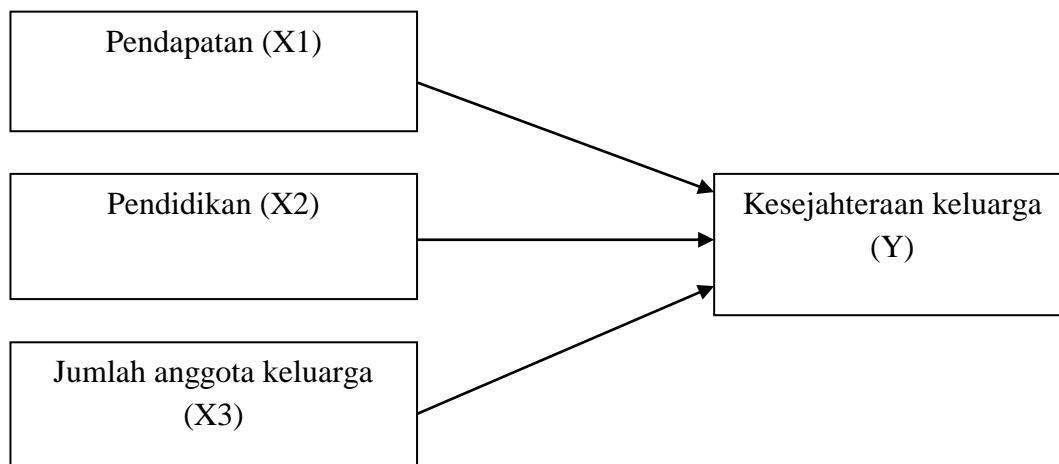 Pendapatan (X1)
Pendidikan (X2)
Kesejahteraan keluarga
(Y)
Jumlah anggota keluarga
(X3)